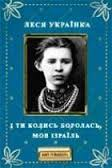 ЛЕСЯ УКРАЇНКА
І ТИ КОЛИСЬ БОРОЛАСЬ,
МОВ ІЗРАЇЛЬ